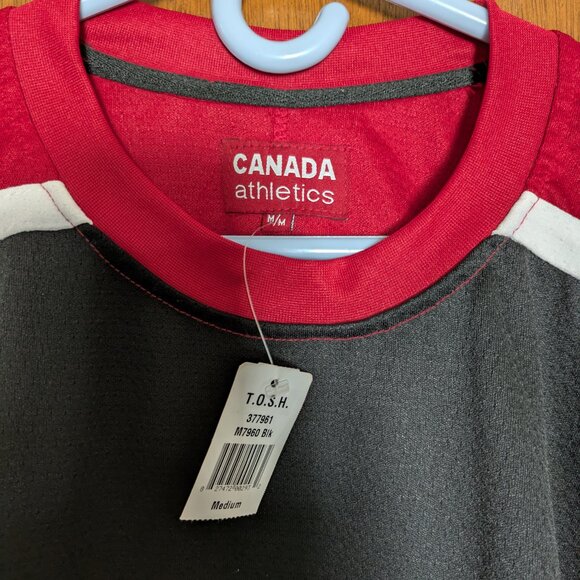 CANADA
athletics
M/M
T.O.S.H.
377961
M7960 Blk
Medium